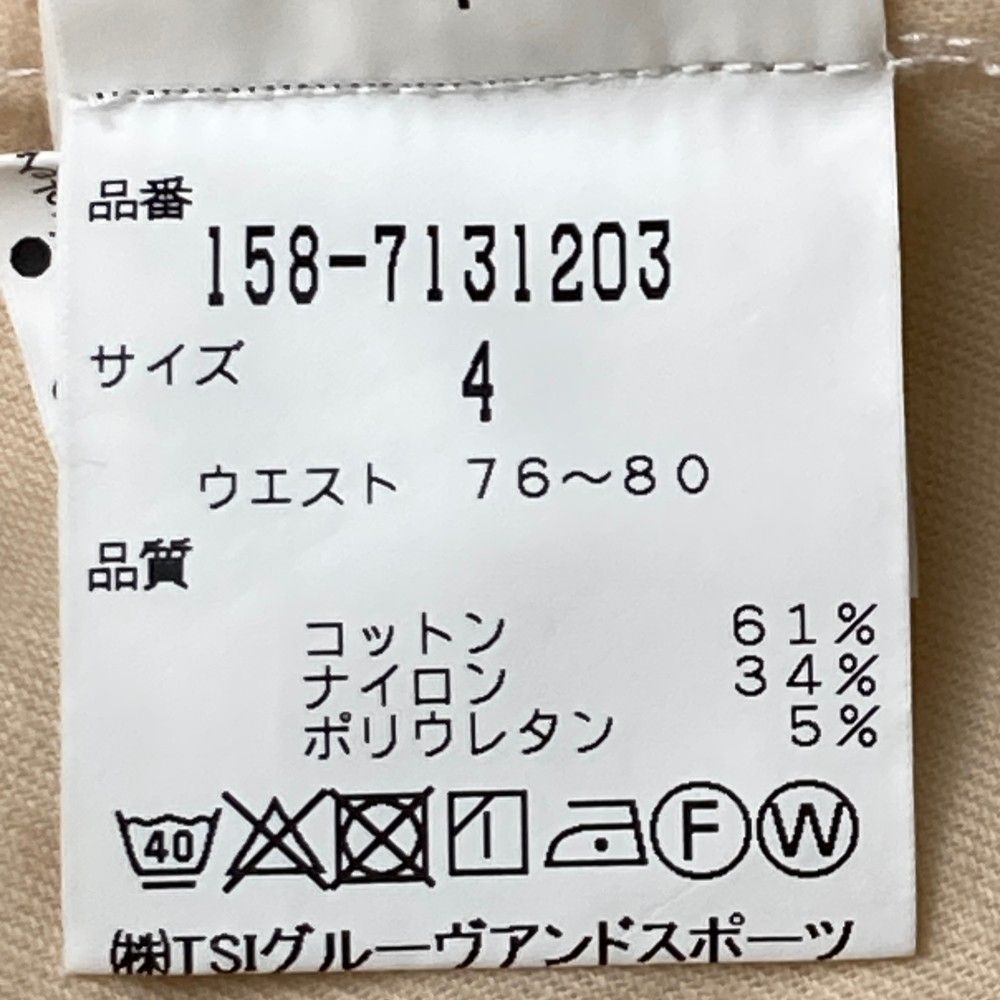 品番
158-7131203
サイズ
4
ウエスト 76～80
品質
コットン 61%
ナイロン 34%
ポリウレタン 5%
40 F W
㈱TSIグルーヴアンドスポーツ